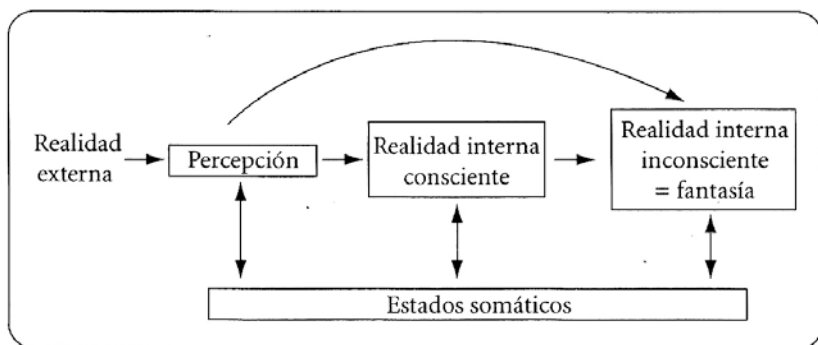 Realidad
externa
Percepción
Realidad interna
consciente
Realidad interna
inconsciente
= fantasía
Estados somáticos